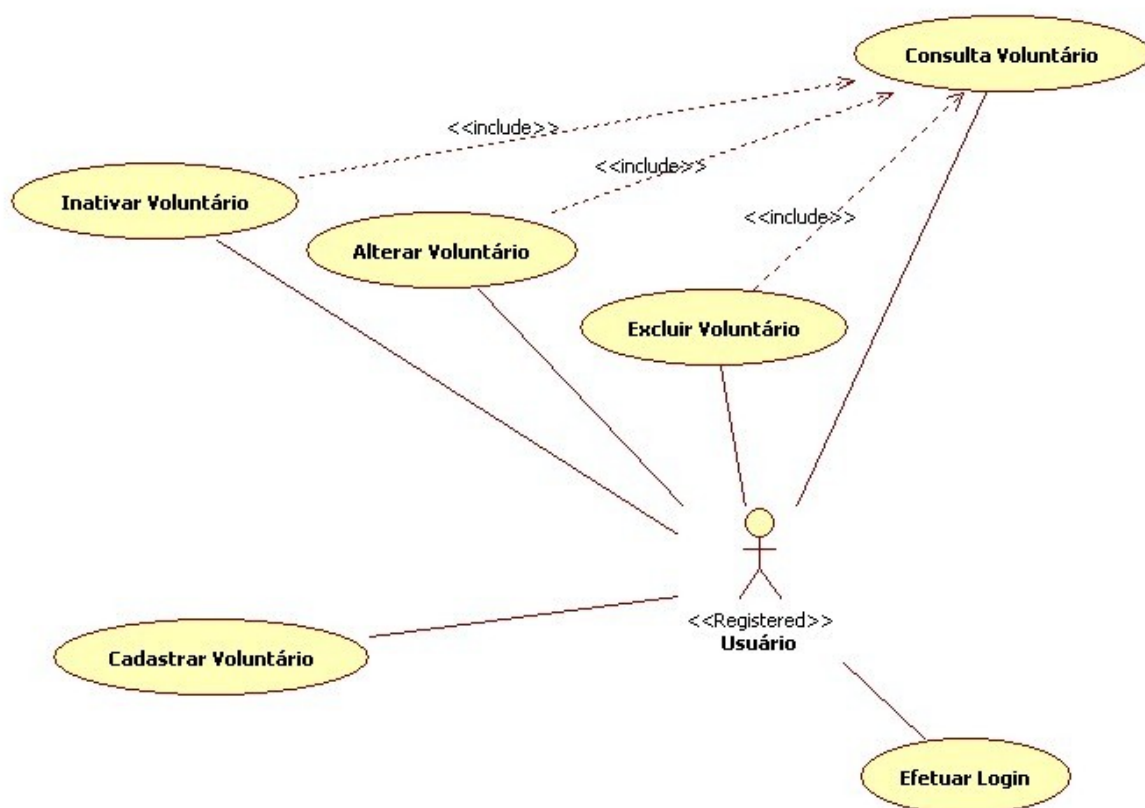 Consulta Voluntário
<<include>>
<<include>>
Inativar Voluntário
<<include>>
Alterar Voluntário
Excluir Voluntário
<<Registered>>
Usuário
Cadastrar Voluntário
Efetuar Login